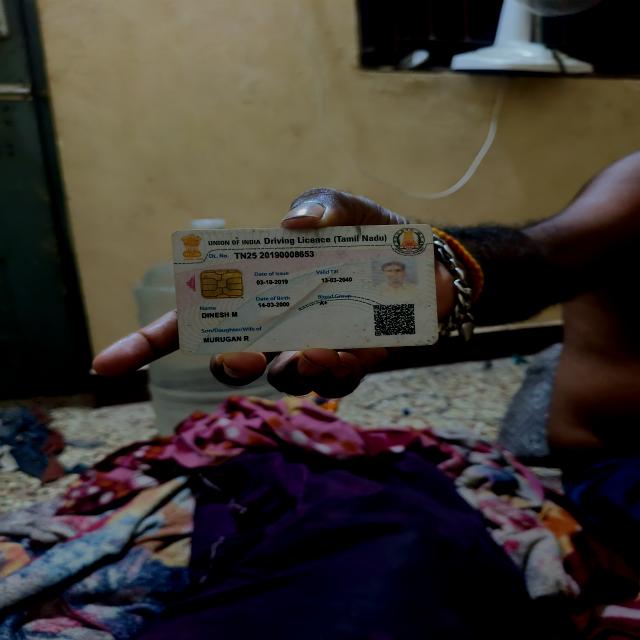 UNION OF INDIA Driving Licence (Tamil Nadu)
DL. No. TN25 20190008653
Date of Issue Valid Till
03-10-2019 13-03-2040
Date of Birth Blood Group
14-03-2000 A+
Name
DINESH M
Son/Daughter/Wife of
MURUGAN R